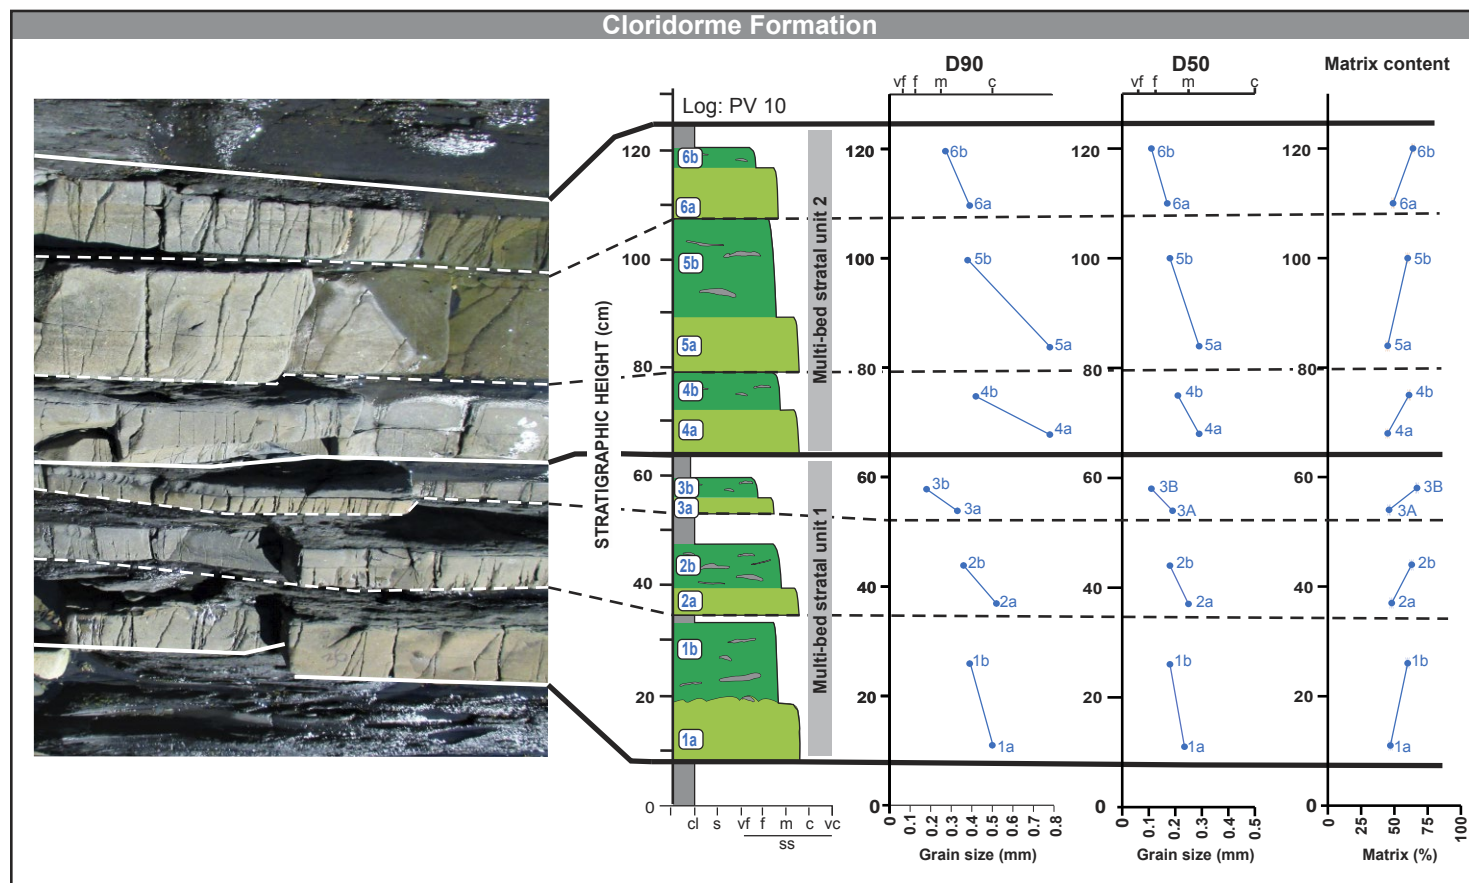 Cloridorme Formation
D90
D50
Matrix content
vf f m c
vf f m c
Log: PV 10
STRATIGRAPHIC HEIGHT (cm)
120
100
80
60
40
20
0
6b
6a
5b
5a
4b
4a
3b
3a
2b
2a
1b
1a
Multi-bed stratal unit 2
Multi-bed stratal unit 1
cl s vf f m c vc
ss
120
100
80
60
40
20
0
6b
6a
5b
5a
4b
4a
3b
3a
2b
2a
1b
1a
0 0.1 0.2 0.3 0.4 0.5 0.6 0.7 0.8
Grain size (mm)
120
100
80
60
40
20
0
6b
6a
5b
5a
4b
4a
3B
3A
2b
2a
1b
1a
0 0.1 0.2 0.3 0.4 0.5
Grain size (mm)
120
100
80
60
40
20
0
6b
6a
5b
5a
4b
4a
3B
3A
2b
2a
1b
1a
0 25 50 75 100
Matrix (%)